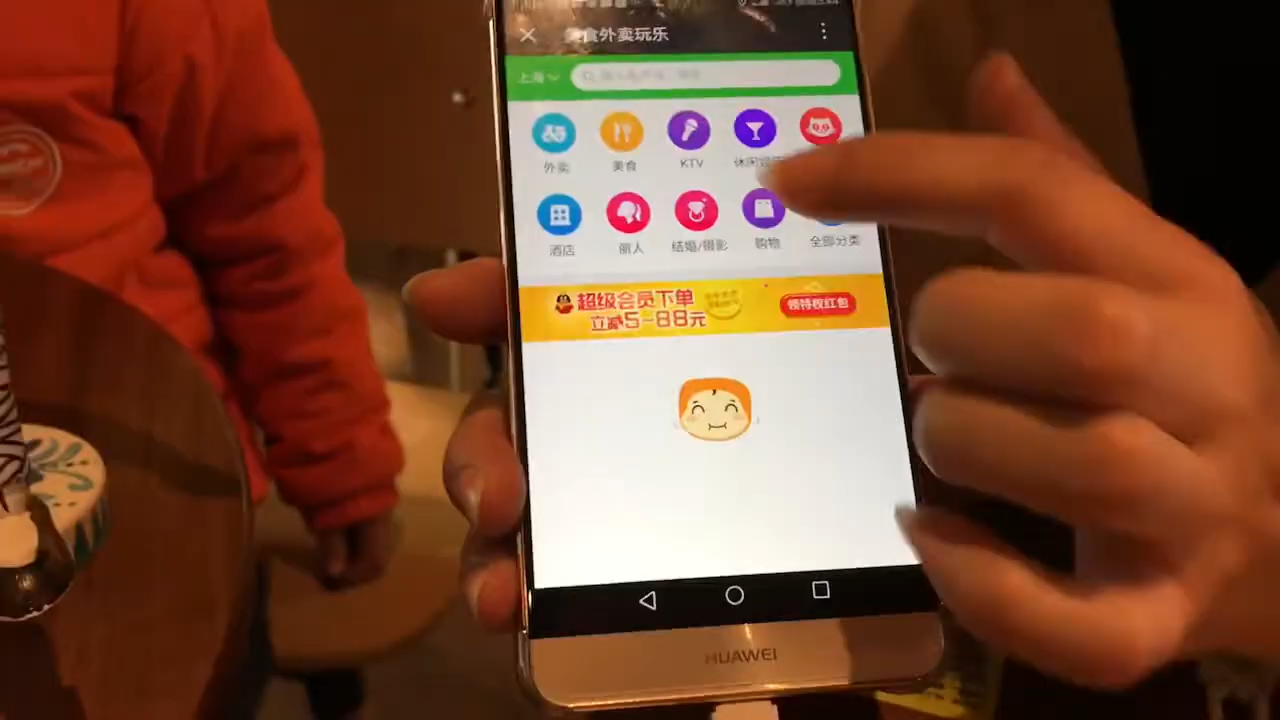 美食外卖玩乐
上海
外卖
美食
KTV
酒店
丽人
结婚/摄影
购物
全部分类
超级会员下单
立减5~88元
领特权红包
HUAWEI